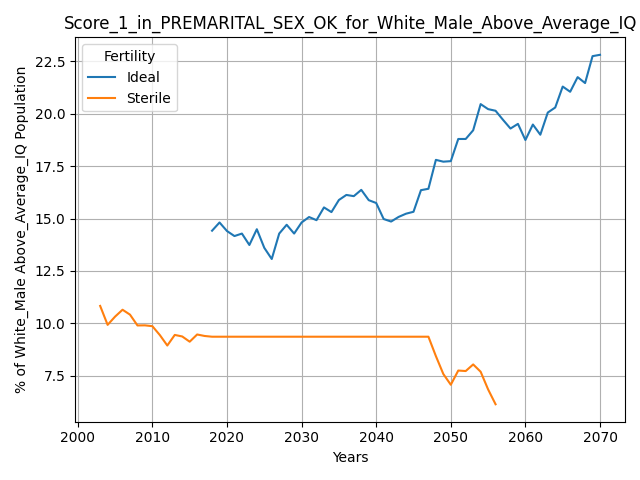 Score_1_in_PREMARITAL_SEX_OK_for_White_Male_Above_Average_IQ
Fertility
Ideal
Sterile
% of White_Male Above_Average_IQ Population
22.5
20.0
17.5
15.0
12.5
10.0
7.5
2000 2010 2020 2030 2040 2050 2060 2070
Years